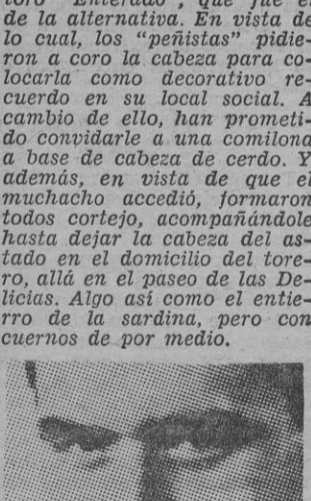 toro "Enterado", que fue el
de la alternativa. En vista de
lo cual, los "peñistas" pidie-
ron a coro la cabeza para co-
locarla como decorativo re-
cuerdo en su local social. A
cambio de ello, han prometi-
do convidarle a una comilona
a base de cabeza de cerdo. Y
además, en vista de que el
muchacho accedió, formaron
todos cortejo, acompañándole
hasta dejar la cabeza del as-
tado en el domicilio del tore-
ro, allá en el paseo de las De-
licias. Algo así como el entie-
rro de la sardina, pero con
cuernos de por medio.